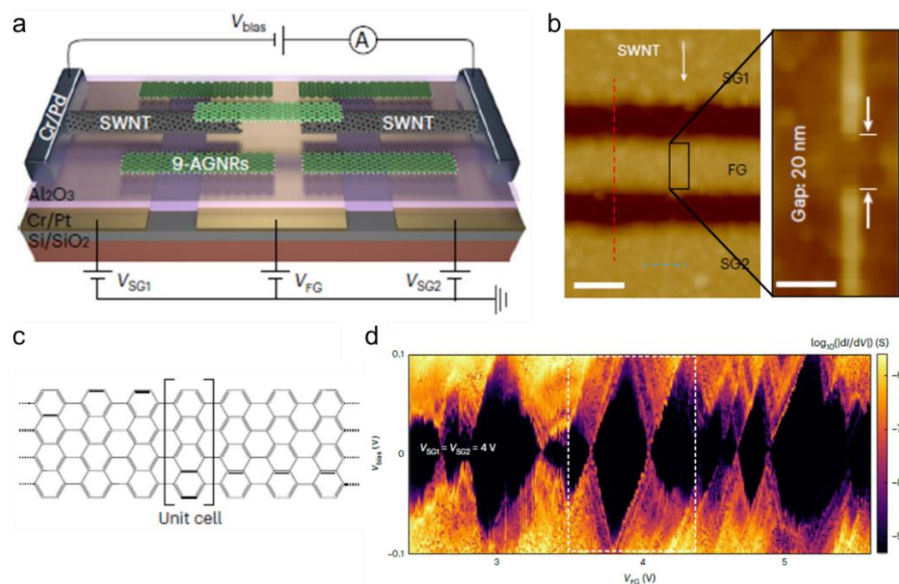 a
V_bias
A
Cr/Pd
SWNT
SWNT
9-AGNRs
Al₂O₃
Cr/Pt
Si/SiO₂
V_SG1
V_FG
V_SG2
b
SWNT
SG1
FG
SG2
Gap: 20 nm
c
Unit cell
d
log₁₀(|dI/dV|) (S)
0.1
V_bias (V)
0
V_SG1 = V_SG2 = 4 V
−0.1
3
4
5
V_FG (V)